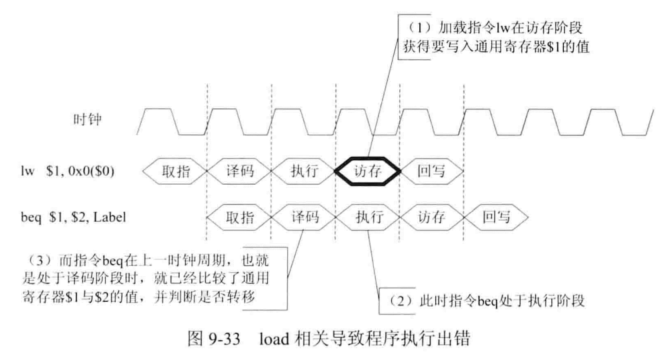 （1）加载指令lw在访存阶段
获得要写入通用寄存器$1的值
时钟
lw $1, 0x0($0) 取指 译码 执行 访存 回写
beq $1, $2, Label 取指 译码 执行 访存 回写
（3）而指令beq在上一时钟周期，也就
是处于译码阶段时，就已经比较了通用
寄存器$1与$2的值，并判断是否转移
（2）此时指令beq处于执行阶段
图 9-33 load 相关导致程序执行出错